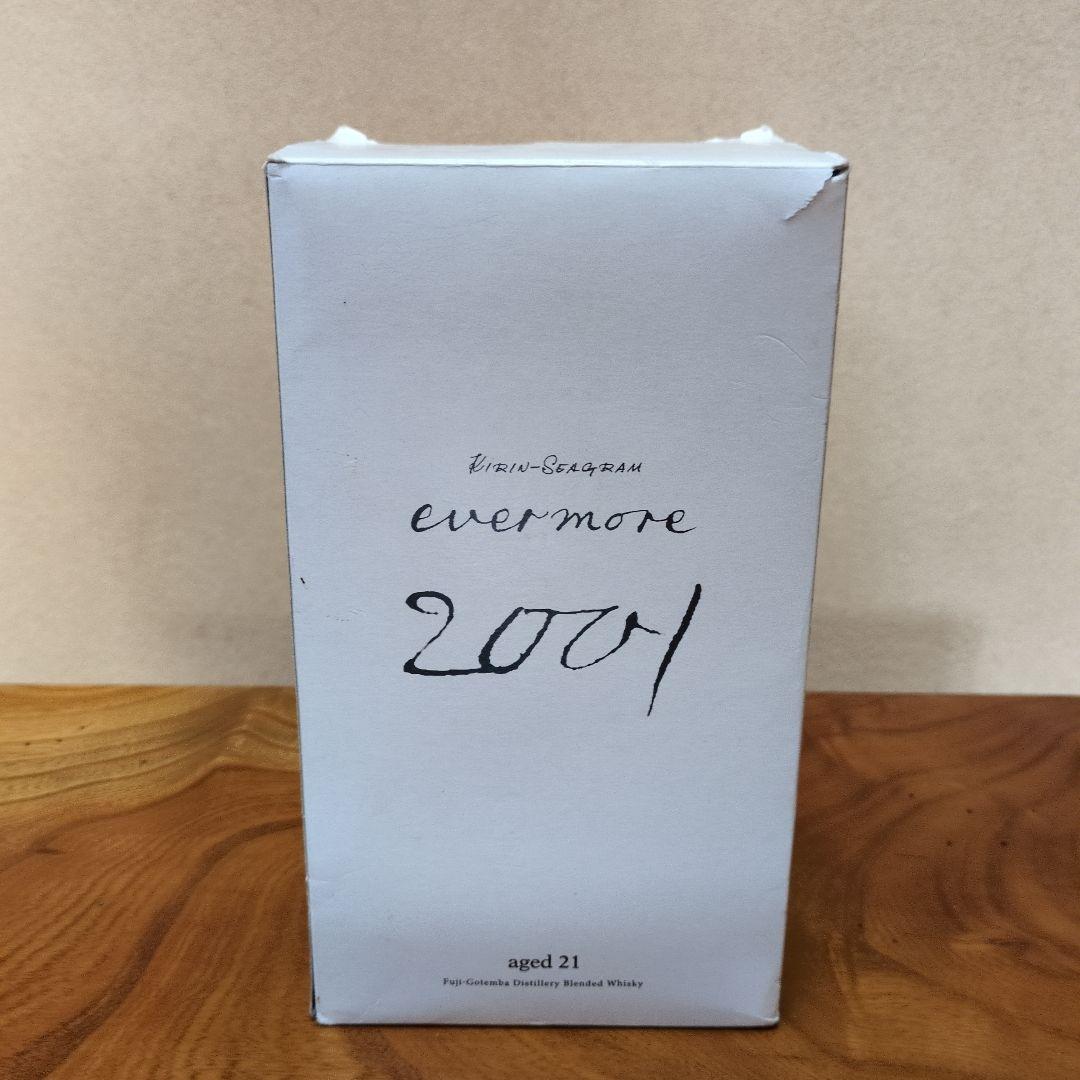 KIRIN-SEAGRAM
evermore
2001
aged 21
Fuji-Gotemba Distillery Blended Whisky